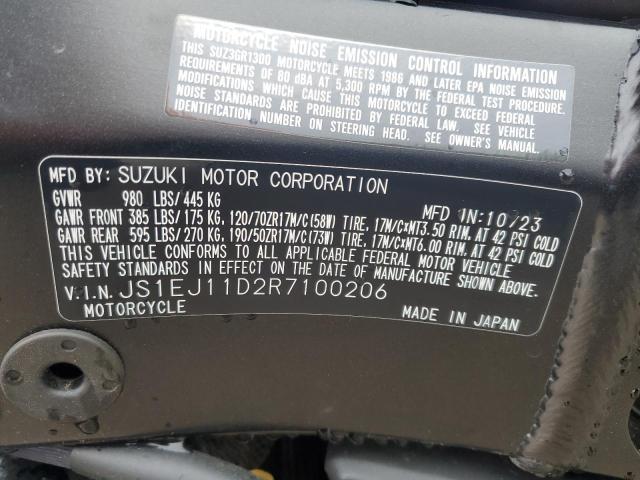 MOTORCYCLE NOISE EMISSION CONTROL INFORMATION
THIS SUZ3GR1300 MOTORCYCLE MEETS 1986 AND LATER EPA NOISE EMISSION
REQUIREMENTS OF 80 dBA AT 5,300 RPM BY THE FEDERAL TEST PROCEDURE.
MODIFICATIONS WHICH CAUSE THIS MOTORCYCLE TO EXCEED FEDERAL
NOISE STANDARDS ARE PROHIBITED BY FEDERAL LAW. SEE VEHICLE
IDENTIFICATION NUMBER ON STEERING HEAD. SEE OWNER'S MANUAL.
MFD BY: SUZUKI MOTOR CORPORATION
GVWR 980 LBS/445 KG MFD IN:10/23
GAWR FRONT 385 LBS/175 KG, 120/70ZR17M/C(58W) TIRE, 17M/C×MT3.50 RIM. AT 42 PSI COLD
GAWR REAR 595 LBS/270 KG, 190/50ZR17M/C(73W) TIRE, 17M/C×MT6.00 RIM. AT 42 PSI COLD
THIS VEHICLE CONFORMS TO ALL APPLICABLE FEDERAL MOTOR VEHICLE
SAFETY STANDARDS IN EFFECT ON THE DATE OF MANUFACTURE SHOWN ABOVE.
V.I.N. JS1EJ11D2R7100206
MOTORCYCLE MADE IN JAPAN